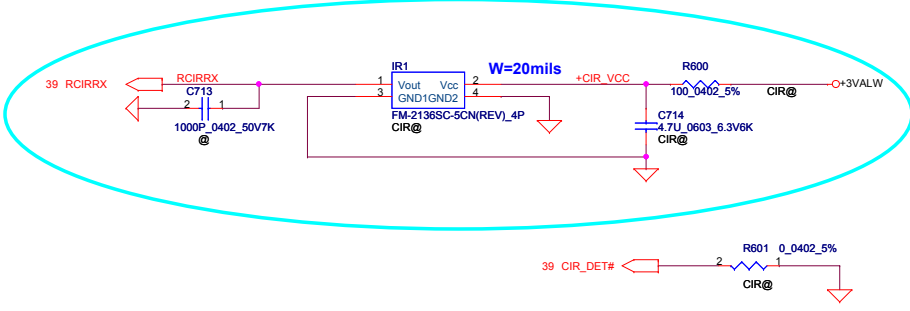 IR1
W=20mils
R600
39 RCIRRX
RCIRRX
1
2
+CIR_VCC
+3VALW
Vout
Vcc
100_0402_5%
CIR@
C713
3
4
GND1GND2
2
1
FM-2136SC-5CN(REV)_4P
C714
1000P_0402_50V7K
CIR@
4.7U_0603_6.3V6K
@
CIR@
R601 0_0402_5%
39 CIR_DET#
2
1
CIR@